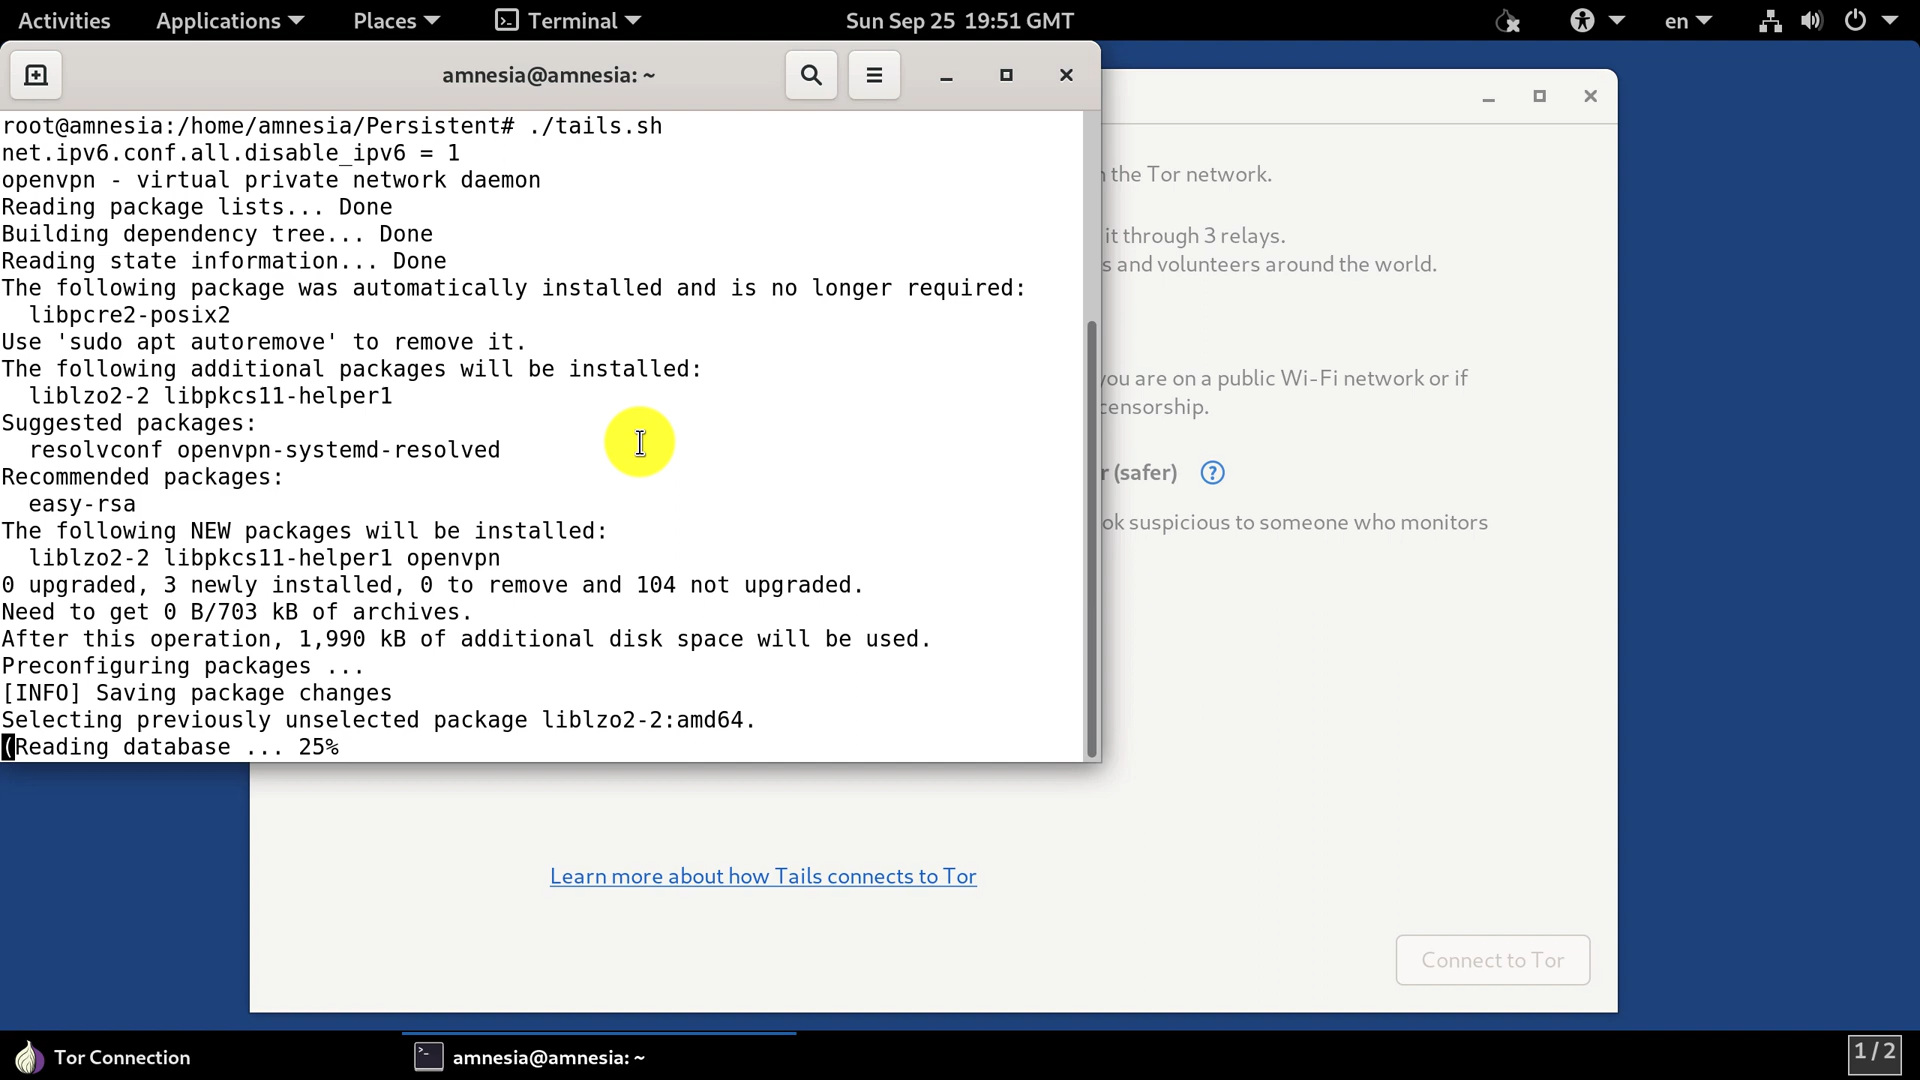 Activities Applications Places Terminal Sun Sep 25 19:51 GMT en
amnesia@amnesia: ~
root@amnesia:/home/amnesia/Persistent# ./tails.sh
net.ipv6.conf.all.disable_ipv6 = 1
openvpn - virtual private network daemon
Reading package lists... Done
Building dependency tree... Done
Reading state information... Done
The following package was automatically installed and is no longer required:
libpcre2-posix2
Use 'sudo apt autoremove' to remove it.
The following additional packages will be installed:
liblzo2-2 libpkcs11-helper1
Suggested packages:
resolvconf openvpn-systemd-resolved
Recommended packages:
easy-rsa
The following NEW packages will be installed:
liblzo2-2 libpkcs11-helper1 openvpn
0 upgraded, 3 newly installed, 0 to remove and 104 not upgraded.
Need to get 0 B/703 kB of archives.
After this operation, 1,990 kB of additional disk space will be used.
Preconfiguring packages ...
[INFO] Saving package changes
Selecting previously unselected package liblzo2-2:amd64.
(Reading database ... 25%
the Tor network.
it through 3 relays.
s and volunteers around the world.
you are on a public Wi-Fi network or if
censorship.
r (safer) ?
ok suspicious to someone who monitors
Learn more about how Tails connects to Tor
Connect to Tor
Tor Connection amnesia@amnesia: ~ 1/2